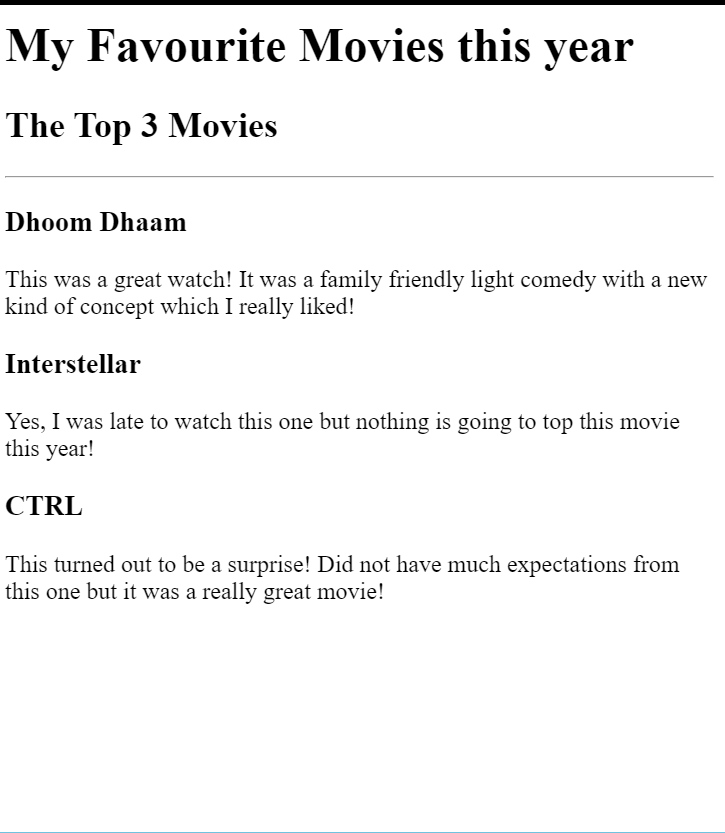 My Favourite Movies this year
The Top 3 Movies
Dhoom Dhaam
This was a great watch! It was a family friendly light comedy with a new
kind of concept which I really liked!
Interstellar
Yes, I was late to watch this one but nothing is going to top this movie
this year!
CTRL
This turned out to be a surprise! Did not have much expectations from
this one but it was a really great movie!